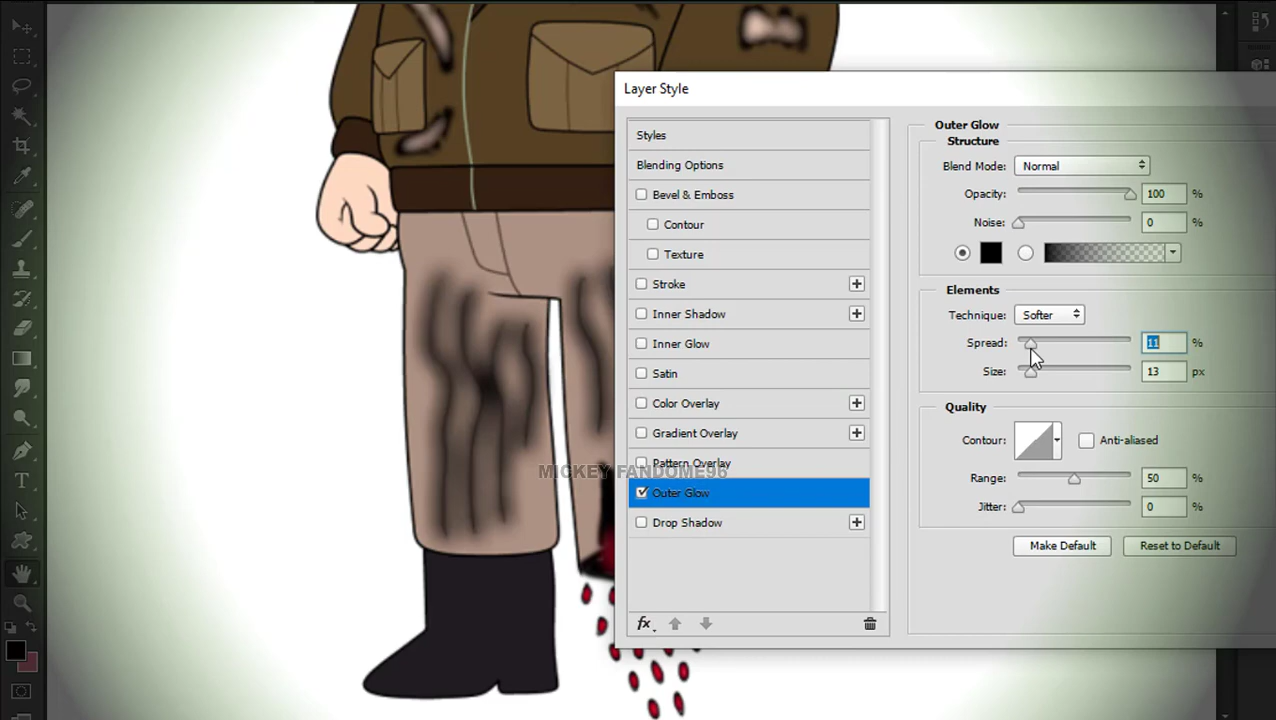 Layer Style
Styles
Blending Options
Bevel & Emboss
Contour
Texture
Stroke
Inner Shadow
Inner Glow
Satin
Color Overlay
Gradient Overlay
Pattern Overlay
Outer Glow
Drop Shadow
fx
MICKEY FANDOME96
Outer Glow
Structure
Blend Mode: Normal
Opacity: 100 %
Noise: 0 %
Elements
Technique: Softer
Spread: 11 %
Size: 13 px
Quality
Contour: Anti-aliased
Range: 50 %
Jitter: 0 %
Make Default Reset to Default
T